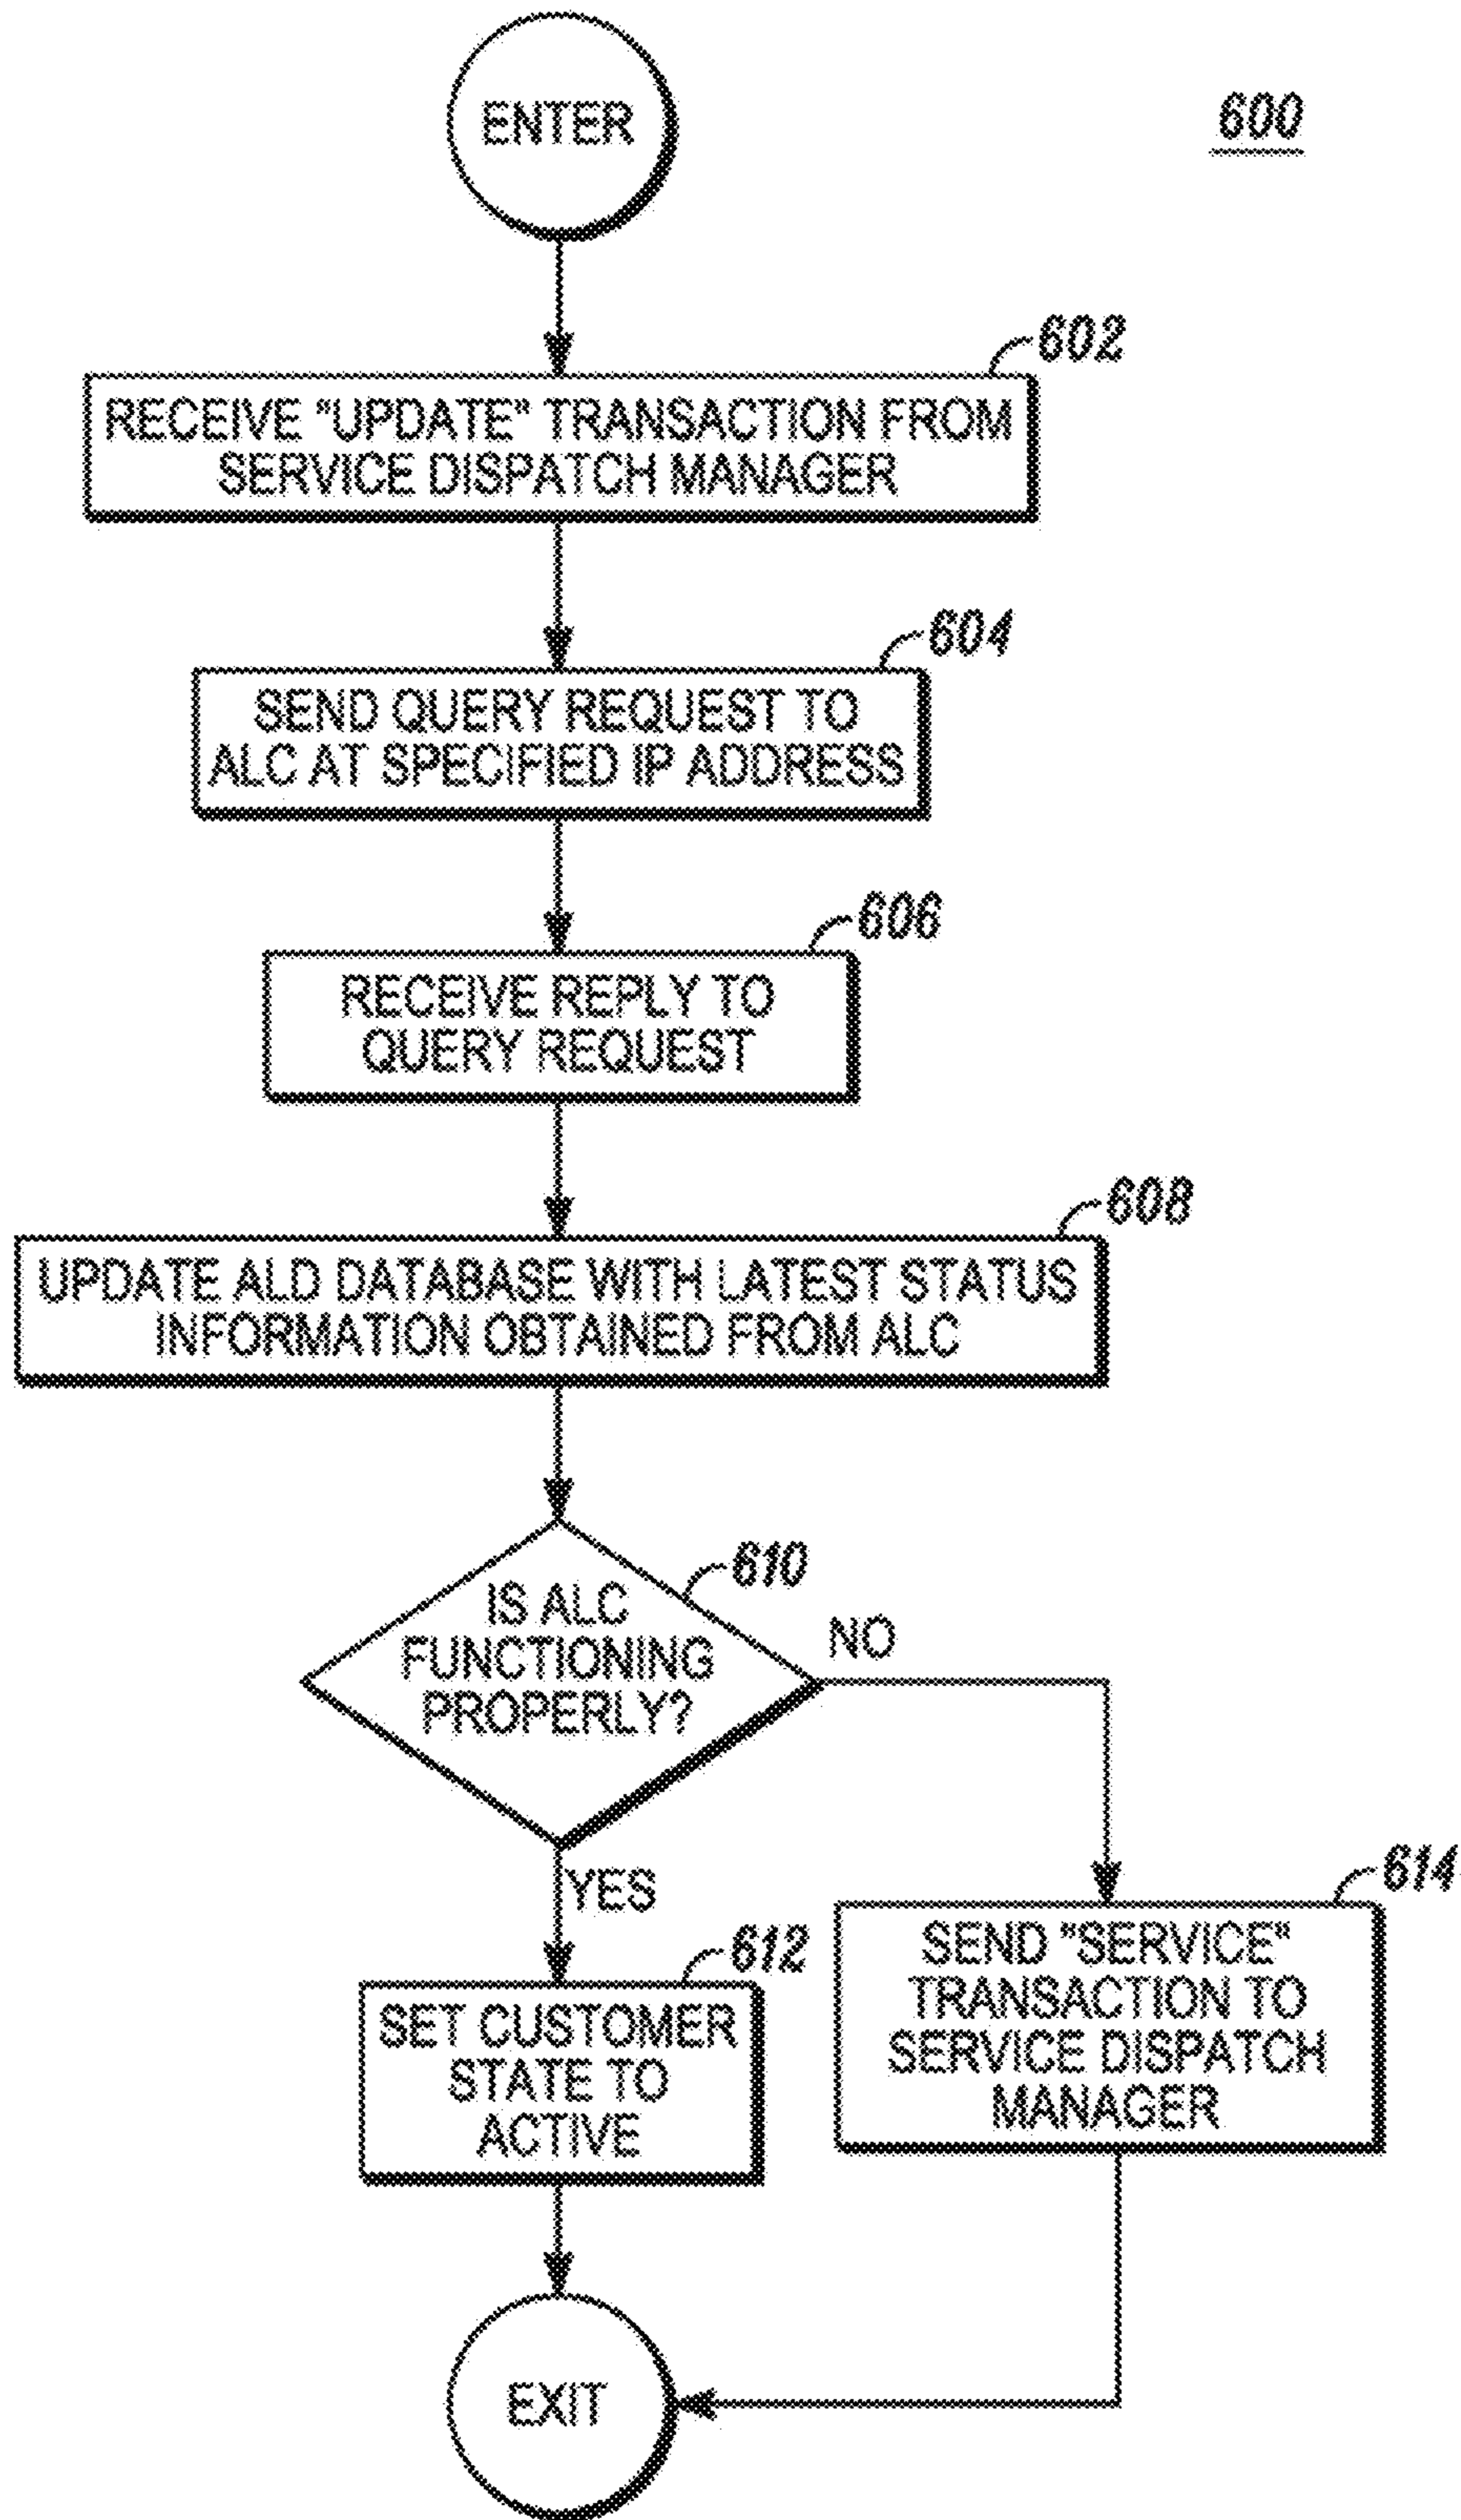 ENTER
600
602
RECEIVE "UPDATE" TRANSACTION FROM
SERVICE DISPATCH MANAGER
604
SEND QUERY REQUEST TO
ALC AT SPECIFIED IP ADDRESS
606
RECEIVE REPLY TO
QUERY REQUEST
608
UPDATE ALD DATABASE WITH LATEST STATUS
INFORMATION OBTAINED FROM ALC
610
IS ALC
FUNCTIONING
PROPERLY?
NO
YES
612
SET CUSTOMER
STATE TO
ACTIVE
614
SEND "SERVICE"
TRANSACTION TO
SERVICE DISPATCH
MANAGER
EXIT